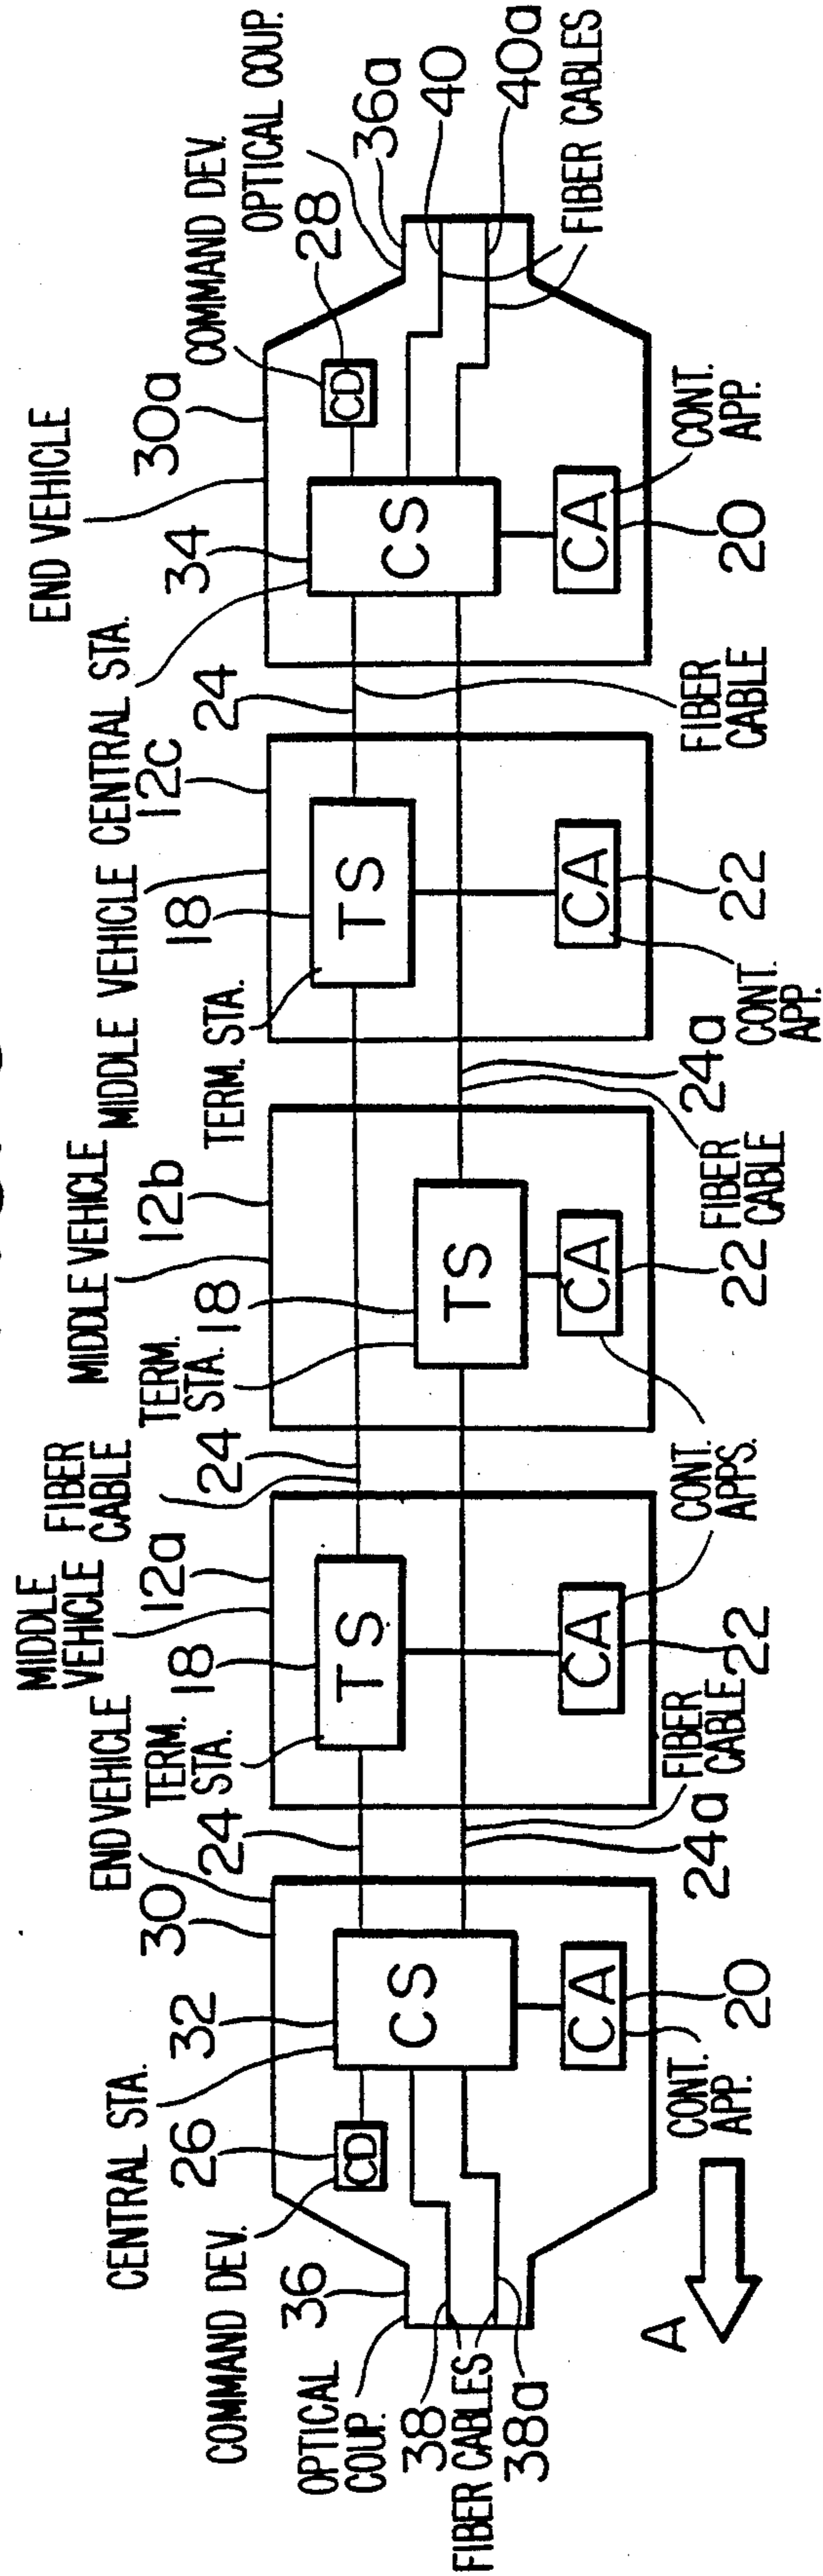 CENTRAL STA.
COMMAND DEV.
26
32
30
END VEHICLE
OPTICAL
COUP.
36
CD
CS
38
FIBER CABLES
38a
CA
CONT.
APP.
20
A
24
24a
FIBER
CABLE
MIDDLE
VEHICLE
12a
TERM.
STA.
18
TS
CA
22
CONT.
APPS.
FIBER
CABLE
24
MIDDLE VEHICLE
12b
TERM.
STA.
18
TS
CA
22
FIBER
CABLE
24a
MIDDLE VEHICLE
12c
TERM. STA.
18
TS
CA
22
CONT.
APP.
24
FIBER
CABLE
END VEHICLE
30a
CENTRAL STA.
34
CS
COMMAND DEV.
28
CD
CA
20
CONT.
APP.
OPTICAL COUP.
36a
40
40a
FIBER CABLES